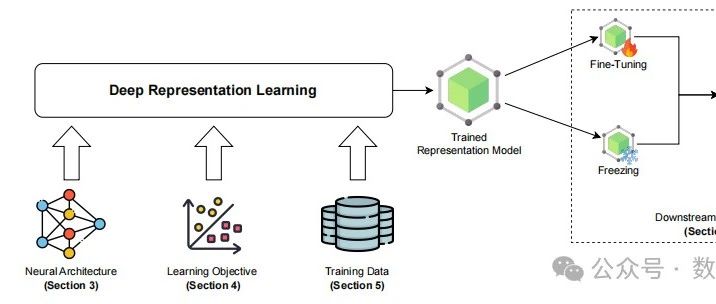 Deep Representation Learning
Fine-Tuning
Trained
Representation Model
Freezing
Neural Architecture
(Section 3)
Learning Objective
(Section 4)
Training Data
(Section 5)
Downstream
公众号 · 数